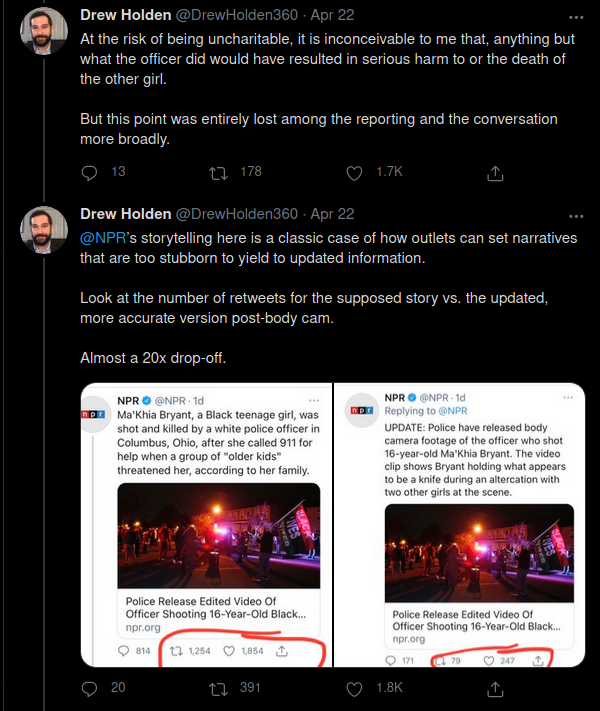 Drew Holden @DrewHolden360 · Apr 22
At the risk of being uncharitable, it is inconceivable to me that, anything but
what the officer did would have resulted in serious harm to or the death of
the other girl.
But this point was entirely lost among the reporting and the conversation
more broadly.
13 178 1.7K
Drew Holden @DrewHolden360 · Apr 22
@NPR's storytelling here is a classic case of how outlets can set narratives
that are too stubborn to yield to updated information.
Look at the number of retweets for the supposed story vs. the updated,
more accurate version post-body cam.
Almost a 20x drop-off.
npr
NPR @NPR · 1d
Ma'Khia Bryant, a Black teenage girl, was
shot and killed by a white police officer in
Columbus, Ohio, after she called 911 for
help when a group of "older kids"
threatened her, according to her family.
Police Release Edited Video Of
Officer Shooting 16-Year-Old Black...
npr.org
814 1,254 1,854
npr
NPR @NPR · 1d
Replying to @NPR
UPDATE: Police have released body
camera footage of the officer who shot
16-year-old Ma'Khia Bryant. The video
clip shows Bryant holding what appears
to be a knife during an altercation with
two other girls at the scene.
Police Release Edited Video Of
Officer Shooting 16-Year-Old Black...
npr.org
171 79 247
20 391 1.8K